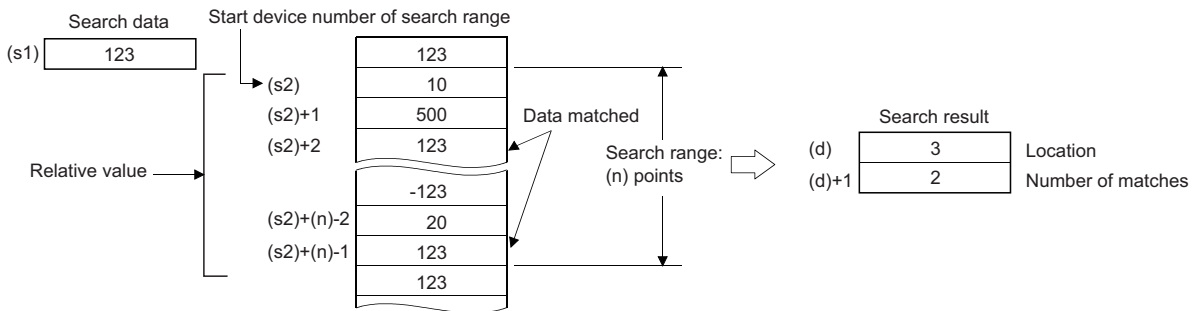 Search data
(s1)
123
Start device number of search range
Relative value
(s2)
(s2)+1
(s2)+2
(s2)+(n)-2
(s2)+(n)-1
123
10
500
123
-123
20
123
123
Data matched
Search range:
(n) points
Search result
(d)
3
Location
(d)+1
2
Number of matches